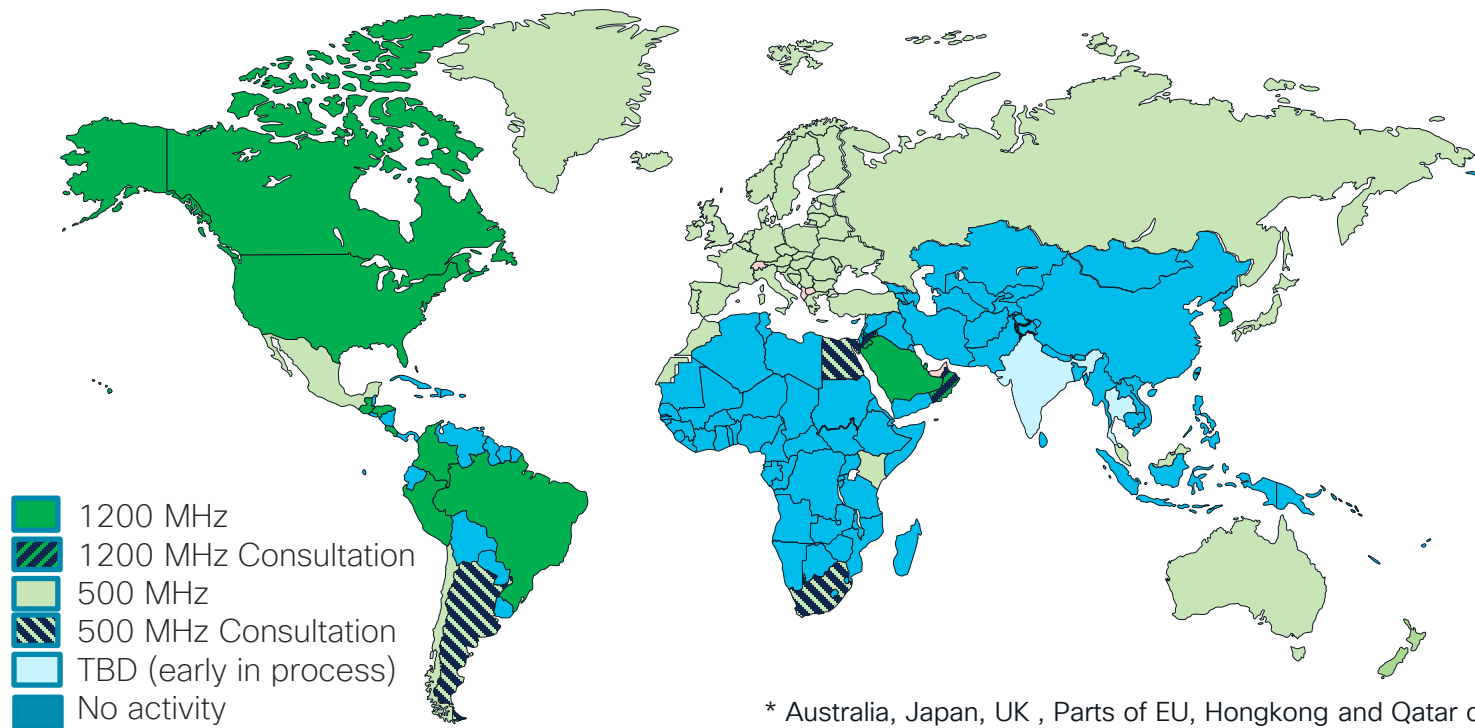 1200 MHz
1200 MHz Consultation
500 MHz
500 MHz Consultation
TBD (early in process)
No activity
* Australia, Japan, UK , Parts of EU, Hongkong and Qatar